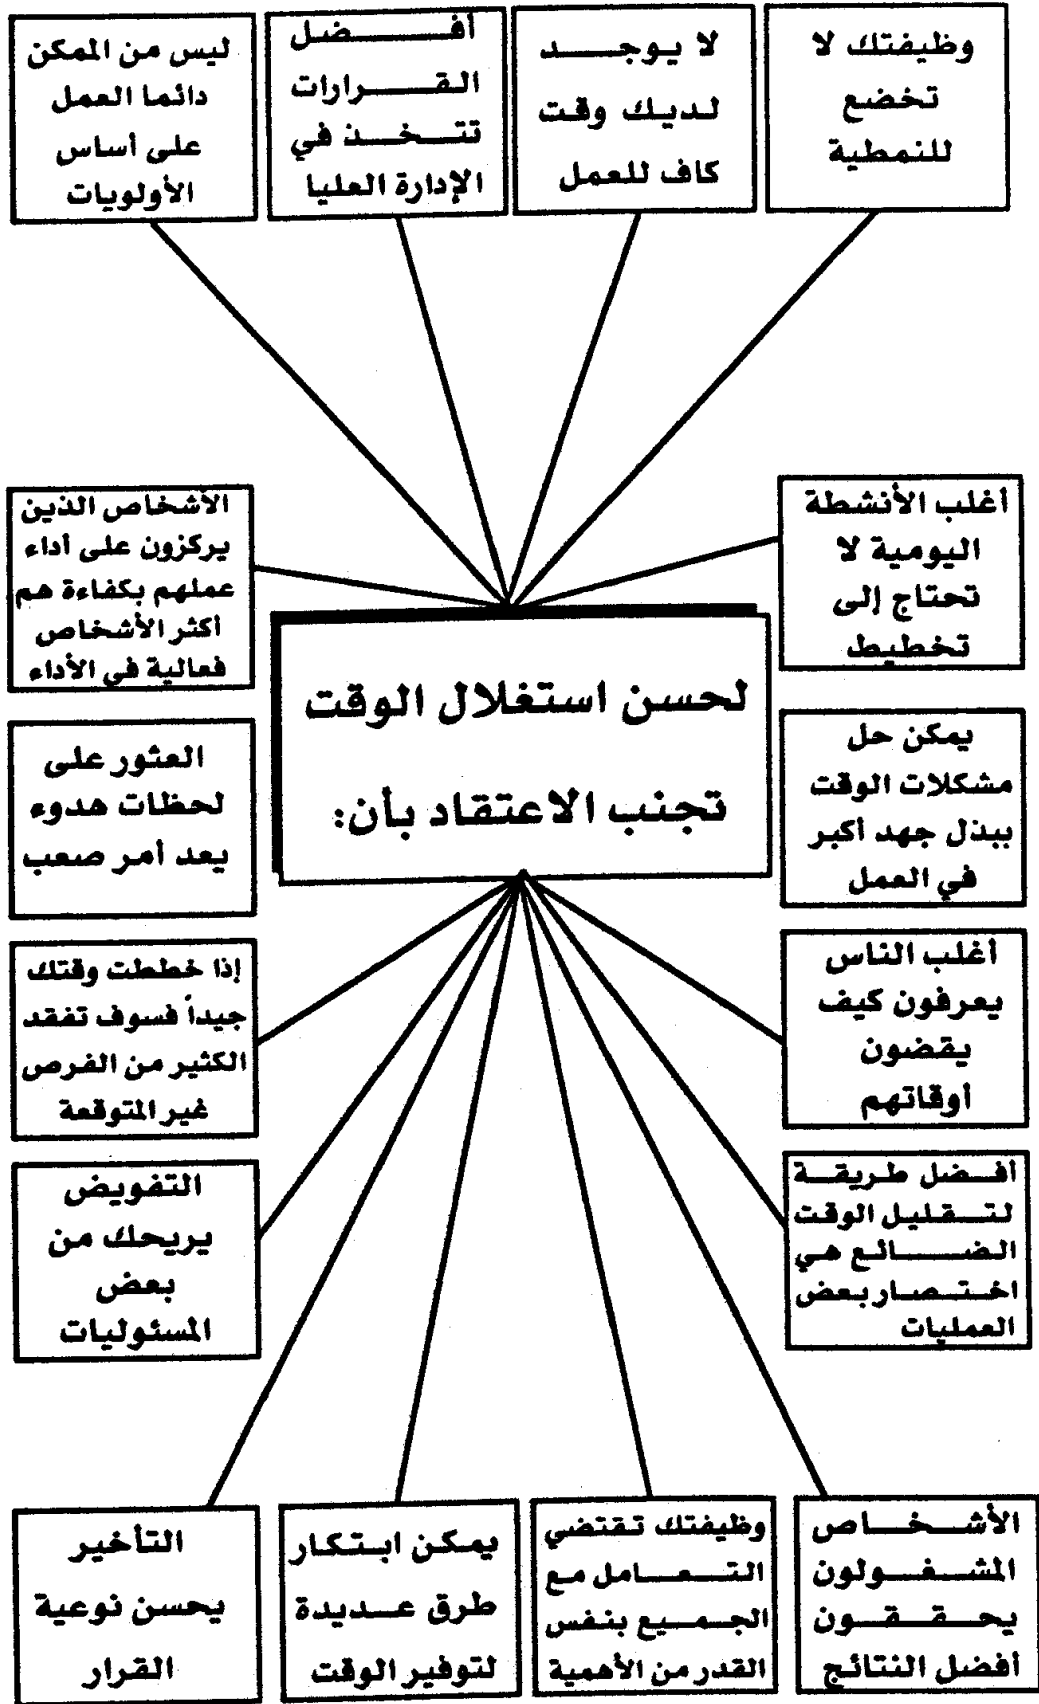 وظيفتك لا
تخضع
للنمطية
لا يوجد
لديك وقت
كاف للعمل
أفضل
القرارات
تتخذ في
الإدارة العليا
ليس من الممكن
دائما العمل
على أساس
الأولويات
أغلب الأنشطة
اليومية لا
تحتاج إلى
تخطيط
الأشخاص الذين
يركزون على أداء
عملهم بكفاءة هم
أكثر الأشخاص
فعالية في الأداء
لحسن استغلال الوقت
تجنب الاعتقاد بأن:
يمكن حل
مشكلات الوقت
ببذل جهد أكبر
في العمل
العثور على
لحظات هدوء
يعد أمر صعب
أغلب الناس
يعرفون كيف
يقضون
أوقاتهم
إذا خططت وقتك
جيداً فسوف تفقد
الكثير من الفرص
غير المتوقعة
أفضل طريقة
لتقليل الوقت
الضائع هي
اختصار بعض
العمليات
التفويض
يريحك من
بعض
المسئوليات
الأشخاص
المشغولون
يحققون
أفضل النتائج
وظيفتك تقتضي
التعامل مع
الجميع بنفس
القدر من الأهمية
يمكن ابتكار
طرق عديدة
لتوفير الوقت
التأخير
يحسن نوعية
القرار